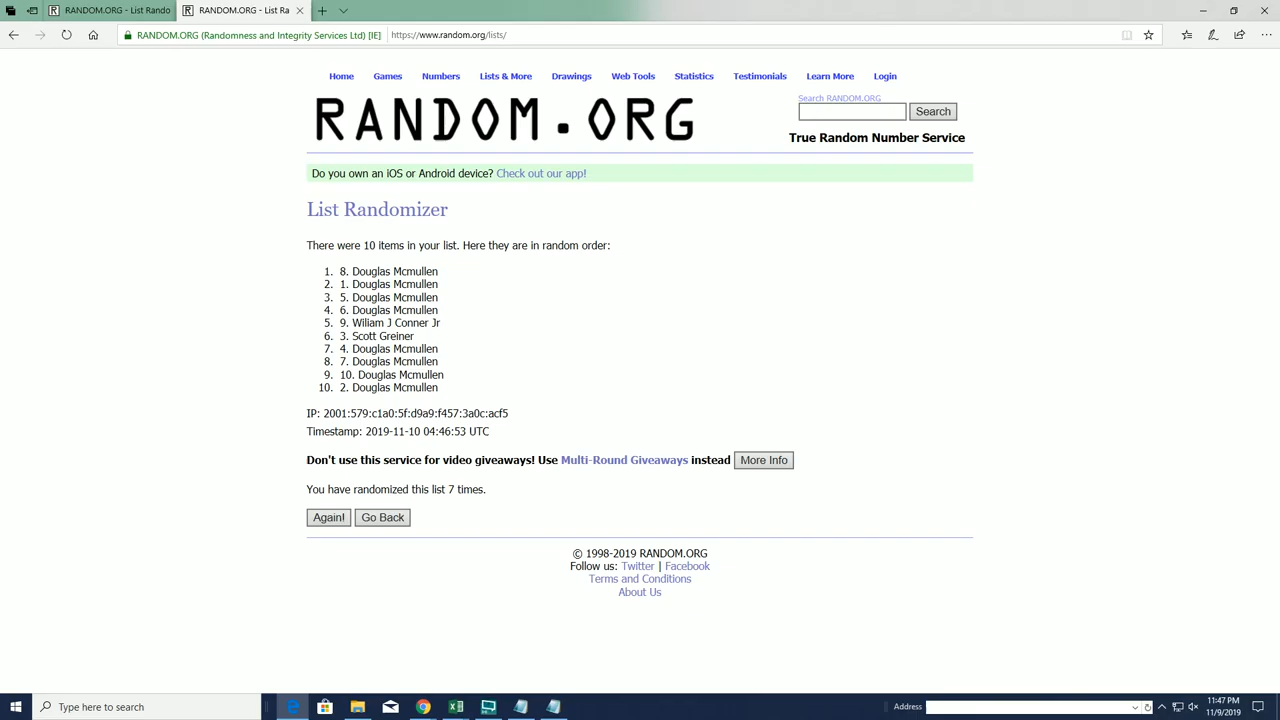 RANDOM.ORG - List Rando
RANDOM.ORG - Li Ra
RANDOM.ORG (Randomness and Integrity Services Ltd) [IE]
https://www.random.org/lists/
Home Games Numbers Lists & More Drawings Web Tools Statistics Testimonials Learn More Login
RANDOM.ORG
Search RANDOM.ORG
Search
True Random Number Service
Do you own an iOS or Android device? Check out our app!
List Randomizer
There were 10 items in your list. Here they are in random order:
1. 8. Douglas Mcmullen
2. 1. Douglas Mcmullen
3. 5. Douglas Mcmullen
4. 6. Douglas Mcmullen
5. 9. Wiliam J Conner Jr
6. 3. Scott Greiner
7. 4. Douglas Mcmullen
8. 7. Douglas Mcmullen
9. 10. Douglas Mcmullen
10. 2. Douglas Mcmullen
IP: 2001:579:c1a0:5f:d9a9:f457:3a0c:acf5
Timestamp: 2019-11-10 04:46:53 UTC
Don't use this service for video giveaways! Use Multi-Round Giveaways instead More Info
You have randomized this list 7 times.
Again! Go Back
© 1998-2019 RANDOM.ORG
Follow us: Twitter | Facebook
Terms and Conditions
About Us
Type here to search
Address
11:47 PM
11/9/2019